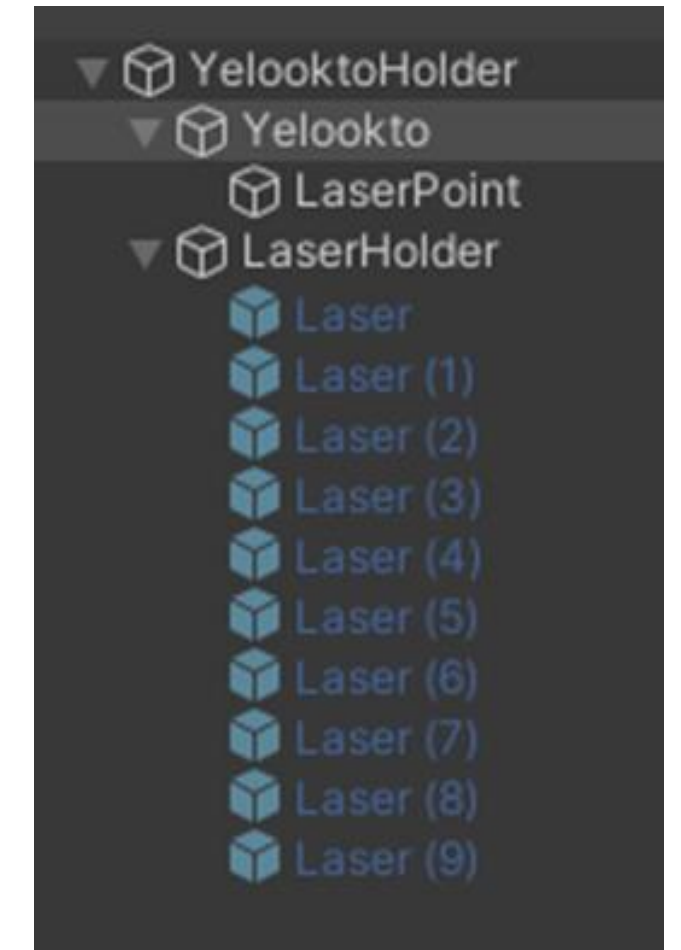 YelooktoHolder
Yelookto
LaserPoint
LaserHolder
Laser
Laser (1)
Laser (2)
Laser (3)
Laser (4)
Laser (5)
Laser (6)
Laser (7)
Laser (8)
Laser (9)